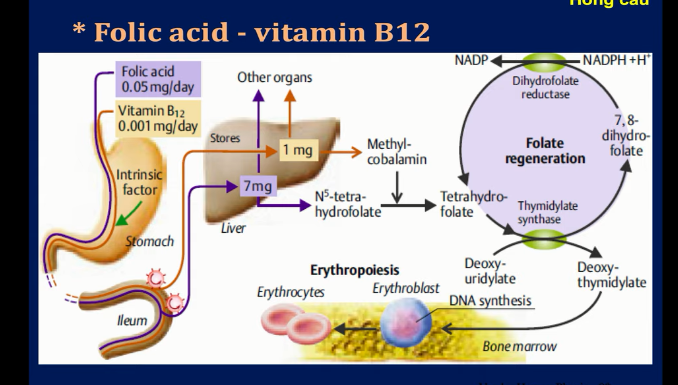 Hồng cầu
* Folic acid - vitamin B12
Folic acid
0.05 mg/day
Vitamin B12
0.001 mg/day
Intrinsic
factor
Stomach
Ileum
Other organs
Stores
1 mg
7mg
Liver
Methyl-
cobalamin
N5-tetra-
hydrofolate
Tetrahydro-
folate
NADP
NADPH + H+
Dihydrofolate
reductase
7, 8-
dihydro-
folate
Folate
regeneration
Thymidylate
synthase
Deoxy-
uridylate
Deoxy-
thymidylate
Erythropoiesis
Erythrocytes
Erythroblast
DNA synthesis
Bone marrow